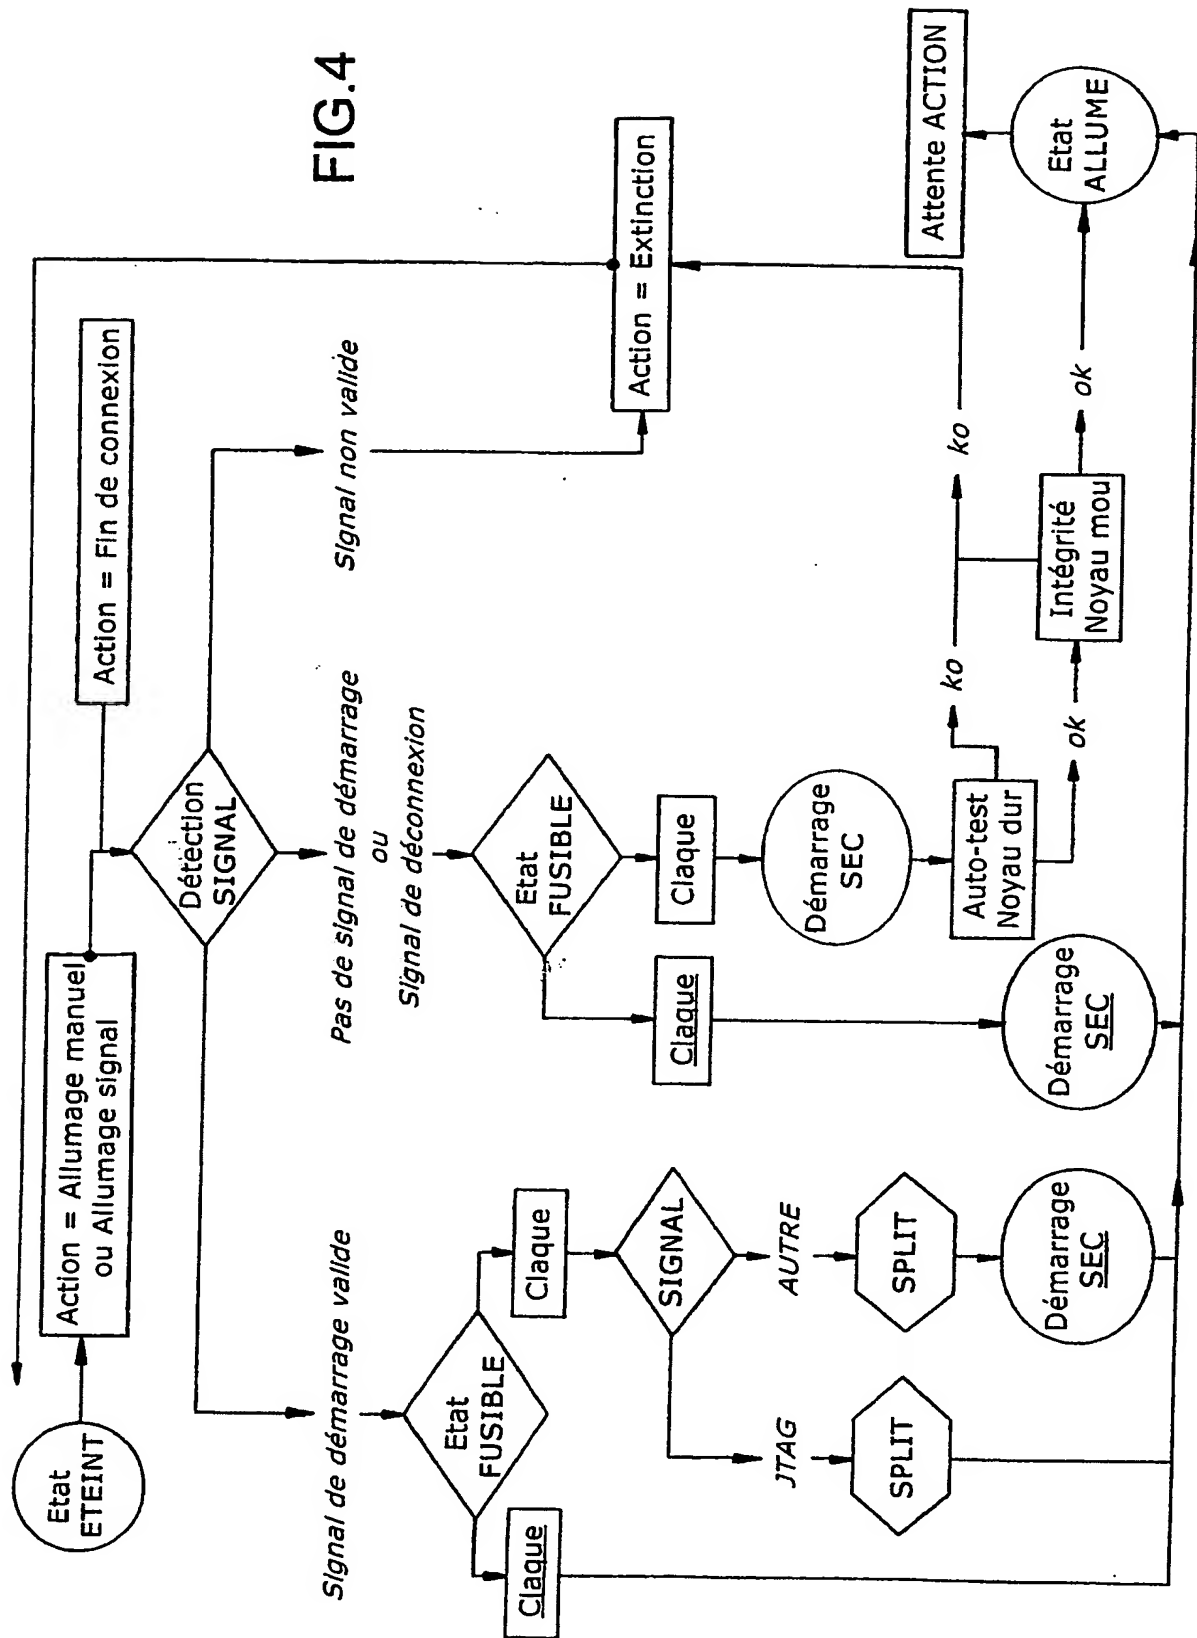 FIG.4
Etat
ETEINT
Action = Allumage manuel
ou Allumage signal
Action = Fin de connexion
Détection
SIGNAL
Signal de démarrage valide
Pas de signal de démarrage
ou
Signal de déconnexion
Signal non valide
Etat
FUSIBLE
Claque
Claque
SIGNAL
JTAG
AUTRE
SPLIT
SPLIT
Démarrage
SEC
Etat
FUSIBLE
Claque
Claque
Démarrage
SEC
Démarrage
SEC
Auto-test
Noyau dur
ko
ok
Intégrité
Noyau mou
ko
ok
Action = Extinction
Attente ACTION
Etat
ALLUME